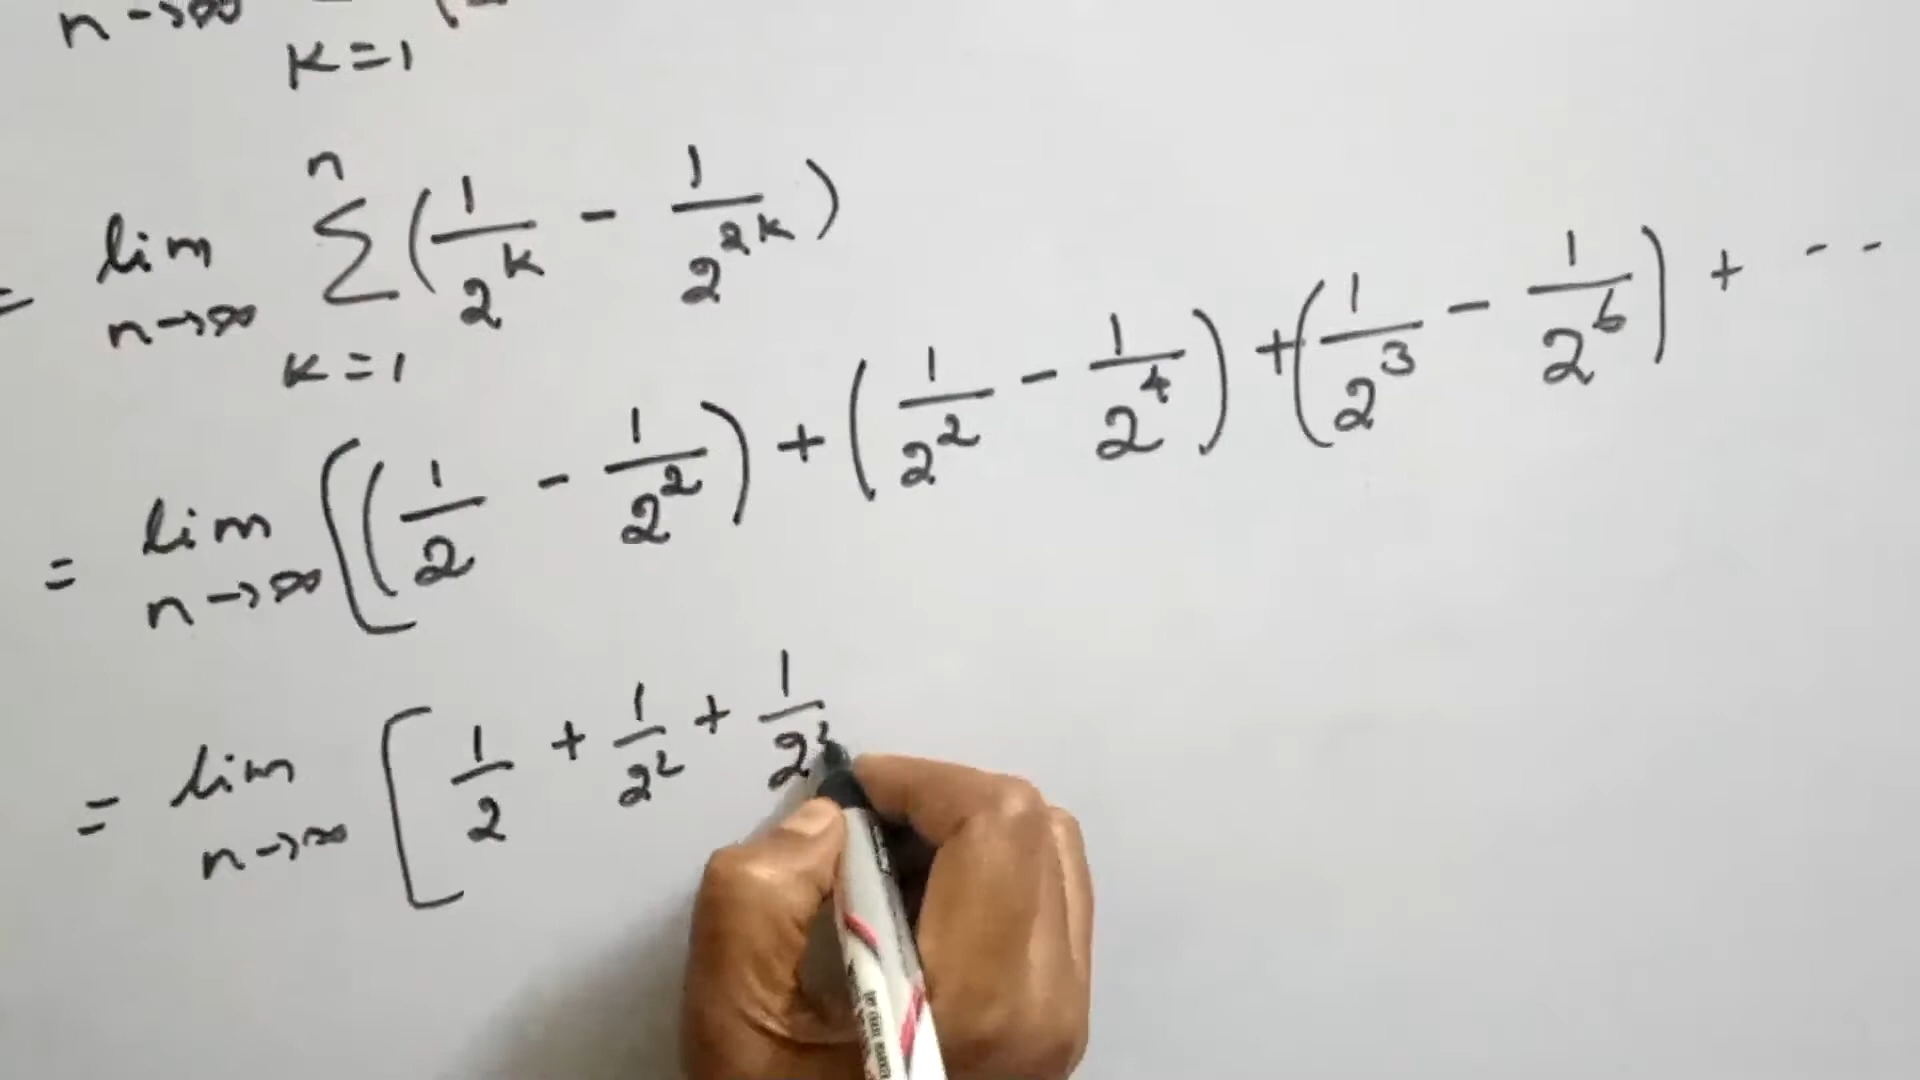 n→∞
K=1
n
= lim Σ (1/2^K - 1/2^2K)
n→∞ K=1
= lim [(1/2 - 1/2^2) + (1/2^2 - 1/2^4) + (1/2^3 - 1/2^6) + --
n→∞
= lim [1/2 + 1/2^2 + 1/2^3
n→∞